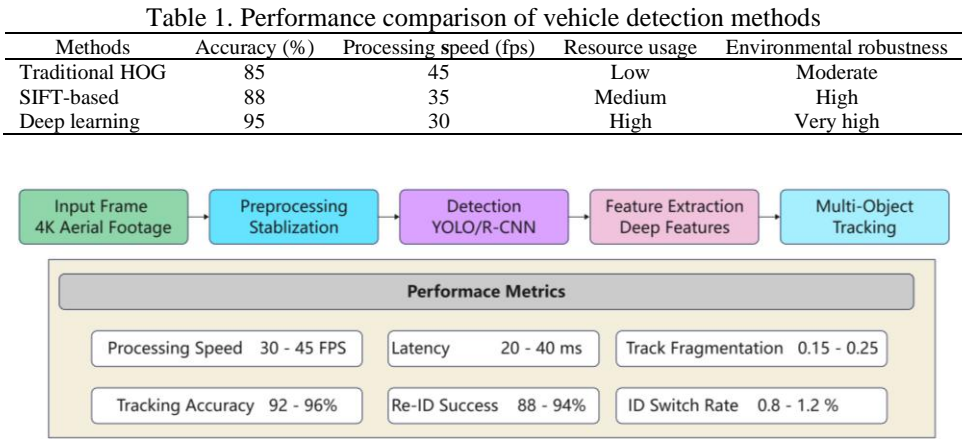 Table 1. Performance comparison of vehicle detection methods
Methods Accuracy (%) Processing speed (fps) Resource usage Environmental robustness
Traditional HOG 85 45 Low Moderate
SIFT-based 88 35 Medium High
Deep learning 95 30 High Very high
Input Frame
4K Aerial Footage
Preprocessing
Stablization
Detection
YOLO/R-CNN
Feature Extraction
Deep Features
Multi-Object
Tracking
Performace Metrics
Processing Speed 30 - 45 FPS
Latency 20 - 40 ms
Track Fragmentation 0.15 - 0.25
Tracking Accuracy 92 - 96%
Re-ID Success 88 - 94%
ID Switch Rate 0.8 - 1.2 %